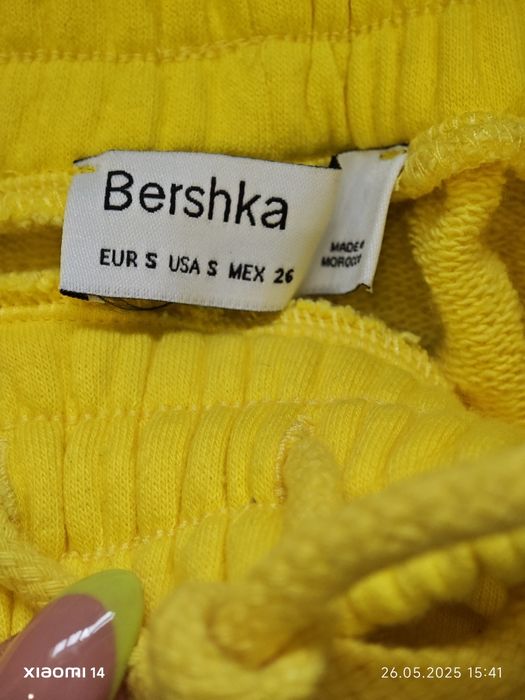 Bershka
EUR S USA S MEX 26
MADE
MOROCCO
XIAOMI 14
26.05.2025 15:41